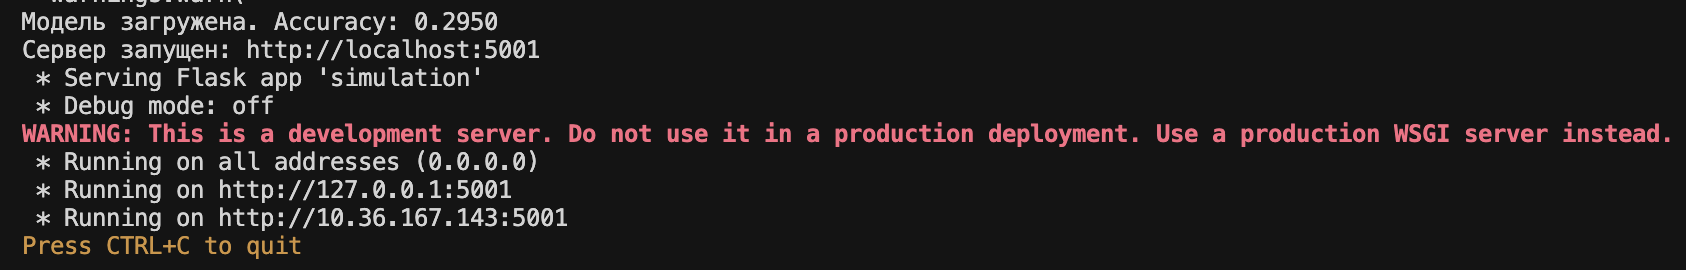 warnings.warn(
Модель загружена. Accuracy: 0.2950
Сервер запущен: http://localhost:5001
 * Serving Flask app 'simulation'
 * Debug mode: off
WARNING: This is a development server. Do not use it in a production deployment. Use a production WSGI server instead.
 * Running on all addresses (0.0.0.0)
 * Running on http://127.0.0.1:5001
 * Running on http://10.36.167.143:5001
Press CTRL+C to quit